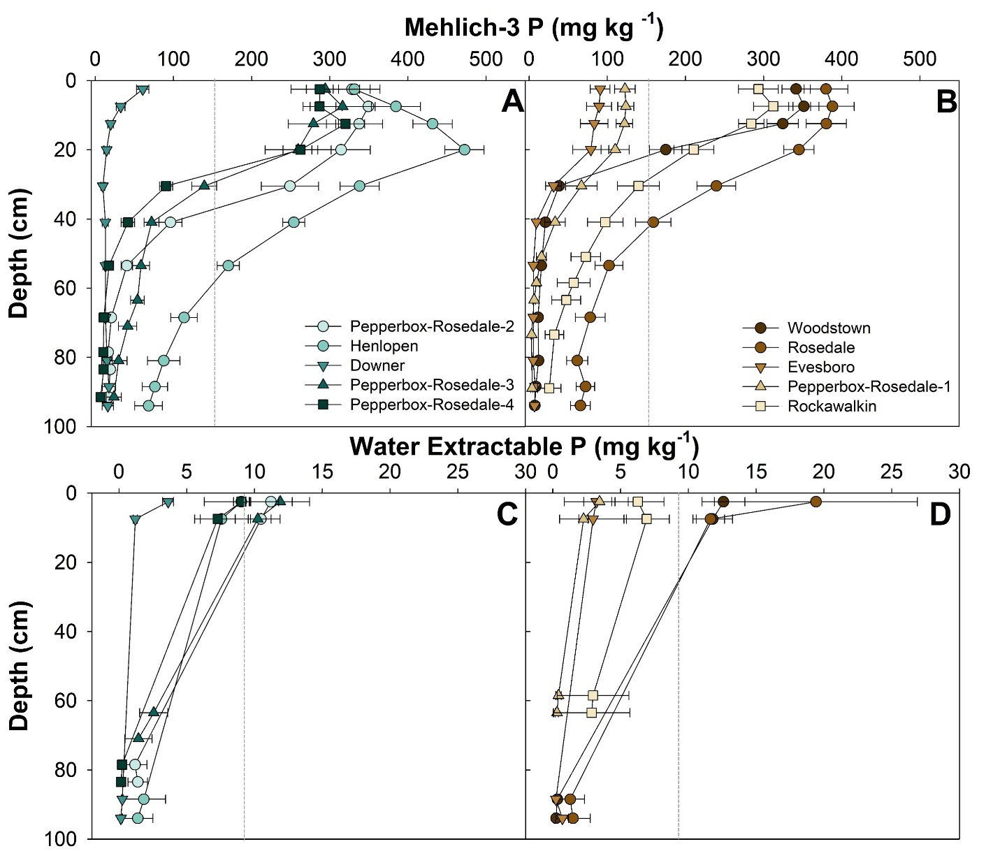 Mehlich-3 P (mg kg -1)
0 100 200 300 400 500 0 100 200 300 400 500
0
20
40
60
80
100
Depth (cm)
A
B
Pepperbox-Rosedale-2
Henlopen
Downer
Pepperbox-Rosedale-3
Pepperbox-Rosedale-4
Woodstown
Rosedale
Evesboro
Pepperbox-Rosedale-1
Rockawalkin
Water Extractable P (mg kg-1)
0 5 10 15 20 25 30 0 5 10 15 20 25 30
0
20
40
60
80
100
Depth (cm)
C
D